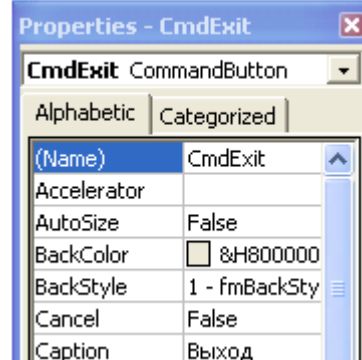 Properties - CmdExit
CmdExit CommandButton
Alphabetic Categorized
(Name) CmdExit
Accelerator
AutoSize False
BackColor &H800000
BackStyle 1 - fmBackSty
Cancel False
Caption Выход